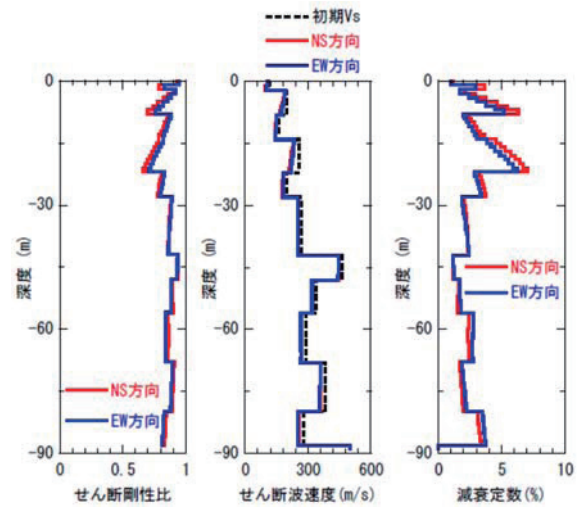 初期Vs
NS方向
EW方向
0
-30
-60
-90
深度 (m)
NS方向
EW方向
0
0.5
1
せん断剛性比
0
-30
-60
-90
深度 (m)
0
300
600
せん断波速度(m/s)
0
-30
-60
-90
深度 (m)
NS方向
EW方向
0
5
10
減衰定数(%)